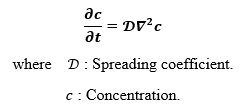 ∂c/∂t = 𝒟∇²c
where 𝒟 : Spreading coefficient.
c : Concentration.